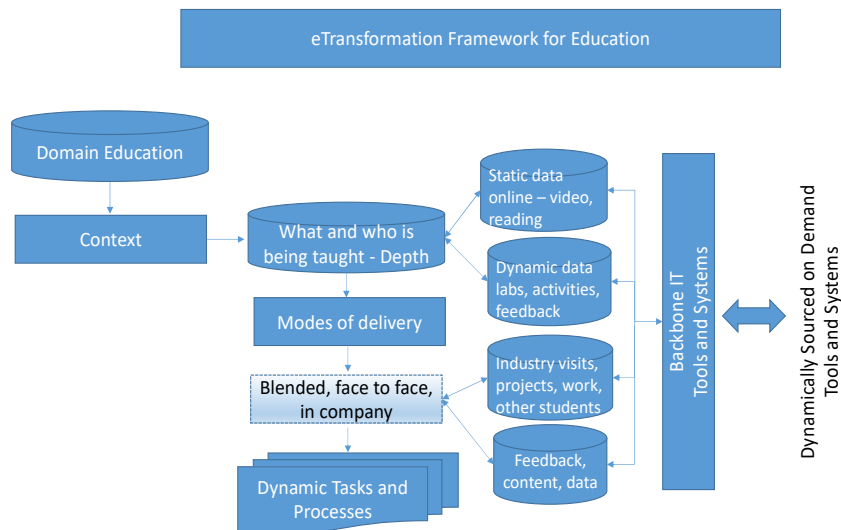 eTransformation Framework for Education
Domain Education
Context
What and who is
being taught - Depth
Modes of delivery
Blended, face to face,
in company
Dynamic Tasks and
Processes
Static data
online – video,
reading
Dynamic data
labs, activities,
feedback
Industry visits,
projects, work,
other students
Feedback,
content, data
Backbone IT
Tools and Systems
Dynamically Sourced on Demand
Tools and Systems